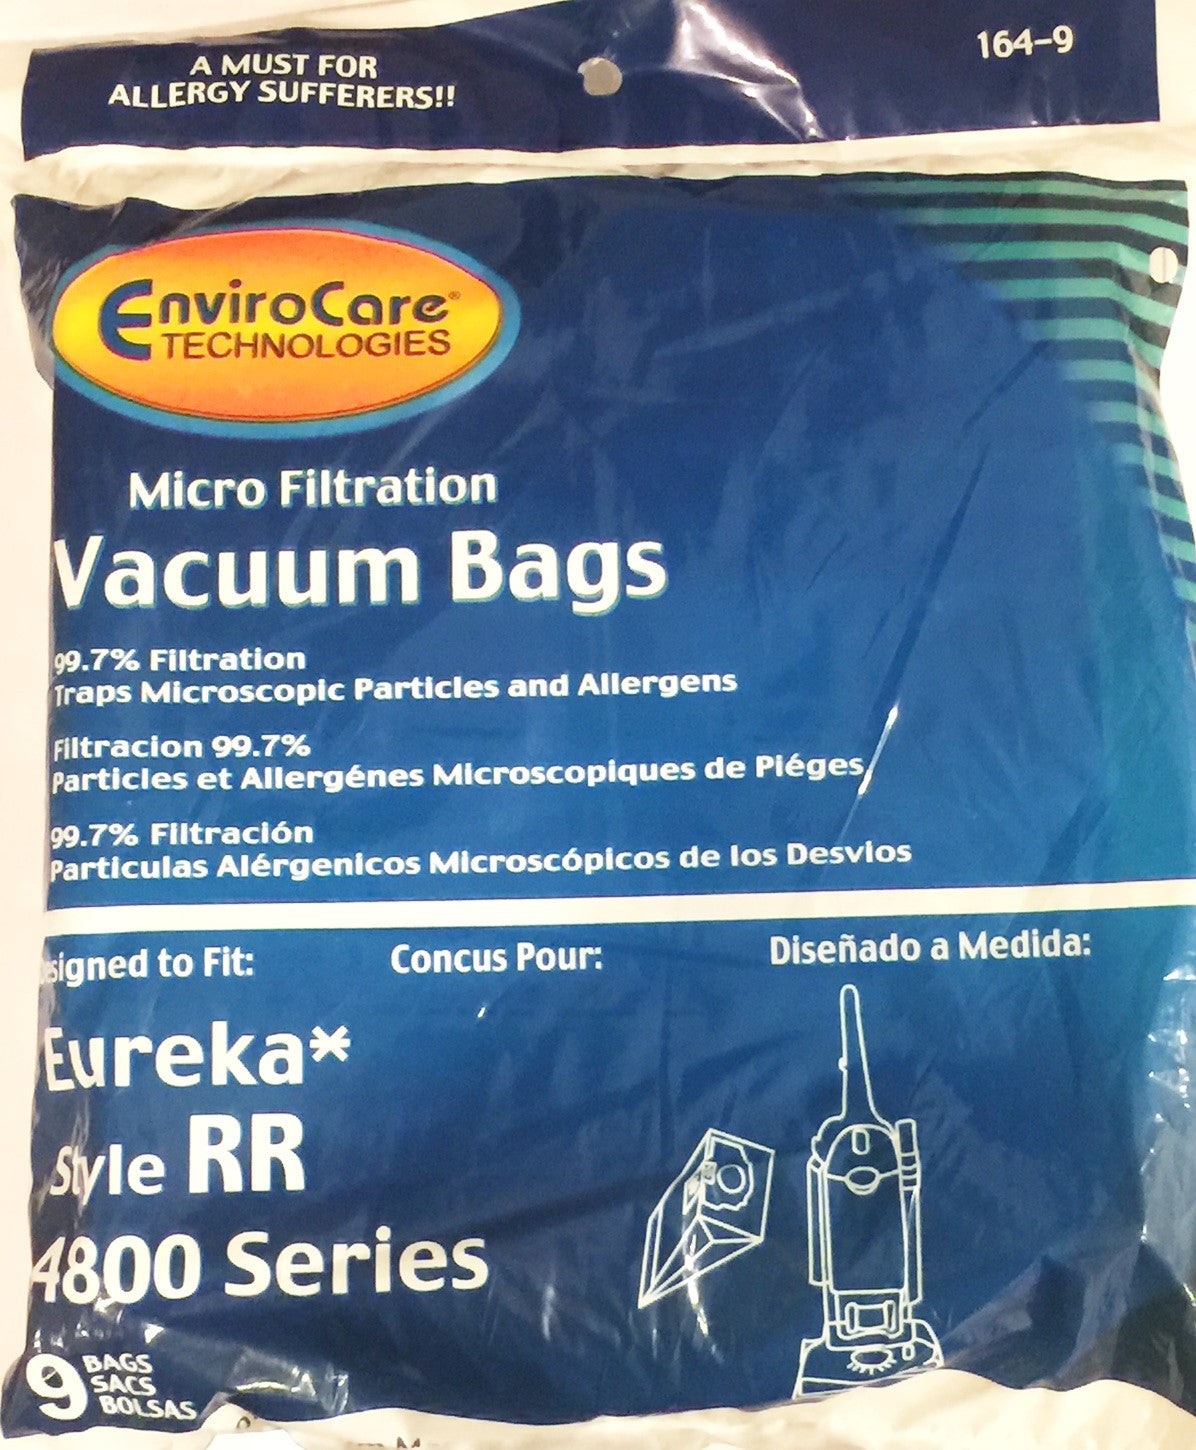 A MUST FOR
ALLERGY SUFFERERS!!
164-9
EnviroCare®
TECHNOLOGIES
Micro Filtration
Vacuum Bags
99.7% Filtration
Traps Microscopic Particles and Allergens
Filtracion 99.7%
Particles et Allergénes Microscopiques de Piéges
99.7% Filtración
Particulas Alérgenicos Microscópicos de los Desvios
signed to Fit:
Concus Pour:
Diseñado a Medida:
Eureka*
Style RR
4800 Series
9 BAGS
SACS
BOLSAS